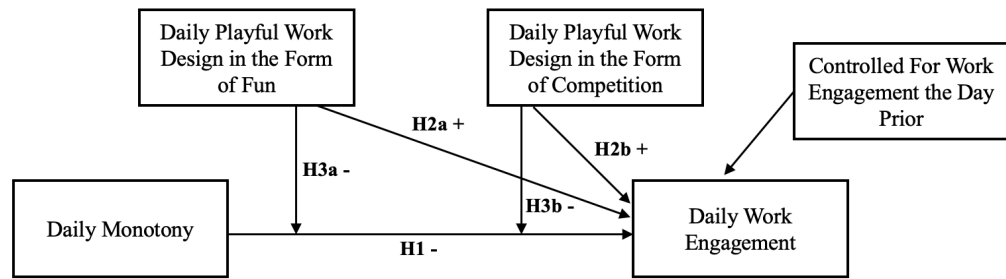 Daily Playful Work
Design in the Form
of Fun
Daily Playful Work
Design in the Form
of Competition
Controlled For Work
Engagement the Day
Prior
H2a +
H2b +
H3a -
H3b -
Daily Monotony
H1 -
Daily Work
Engagement